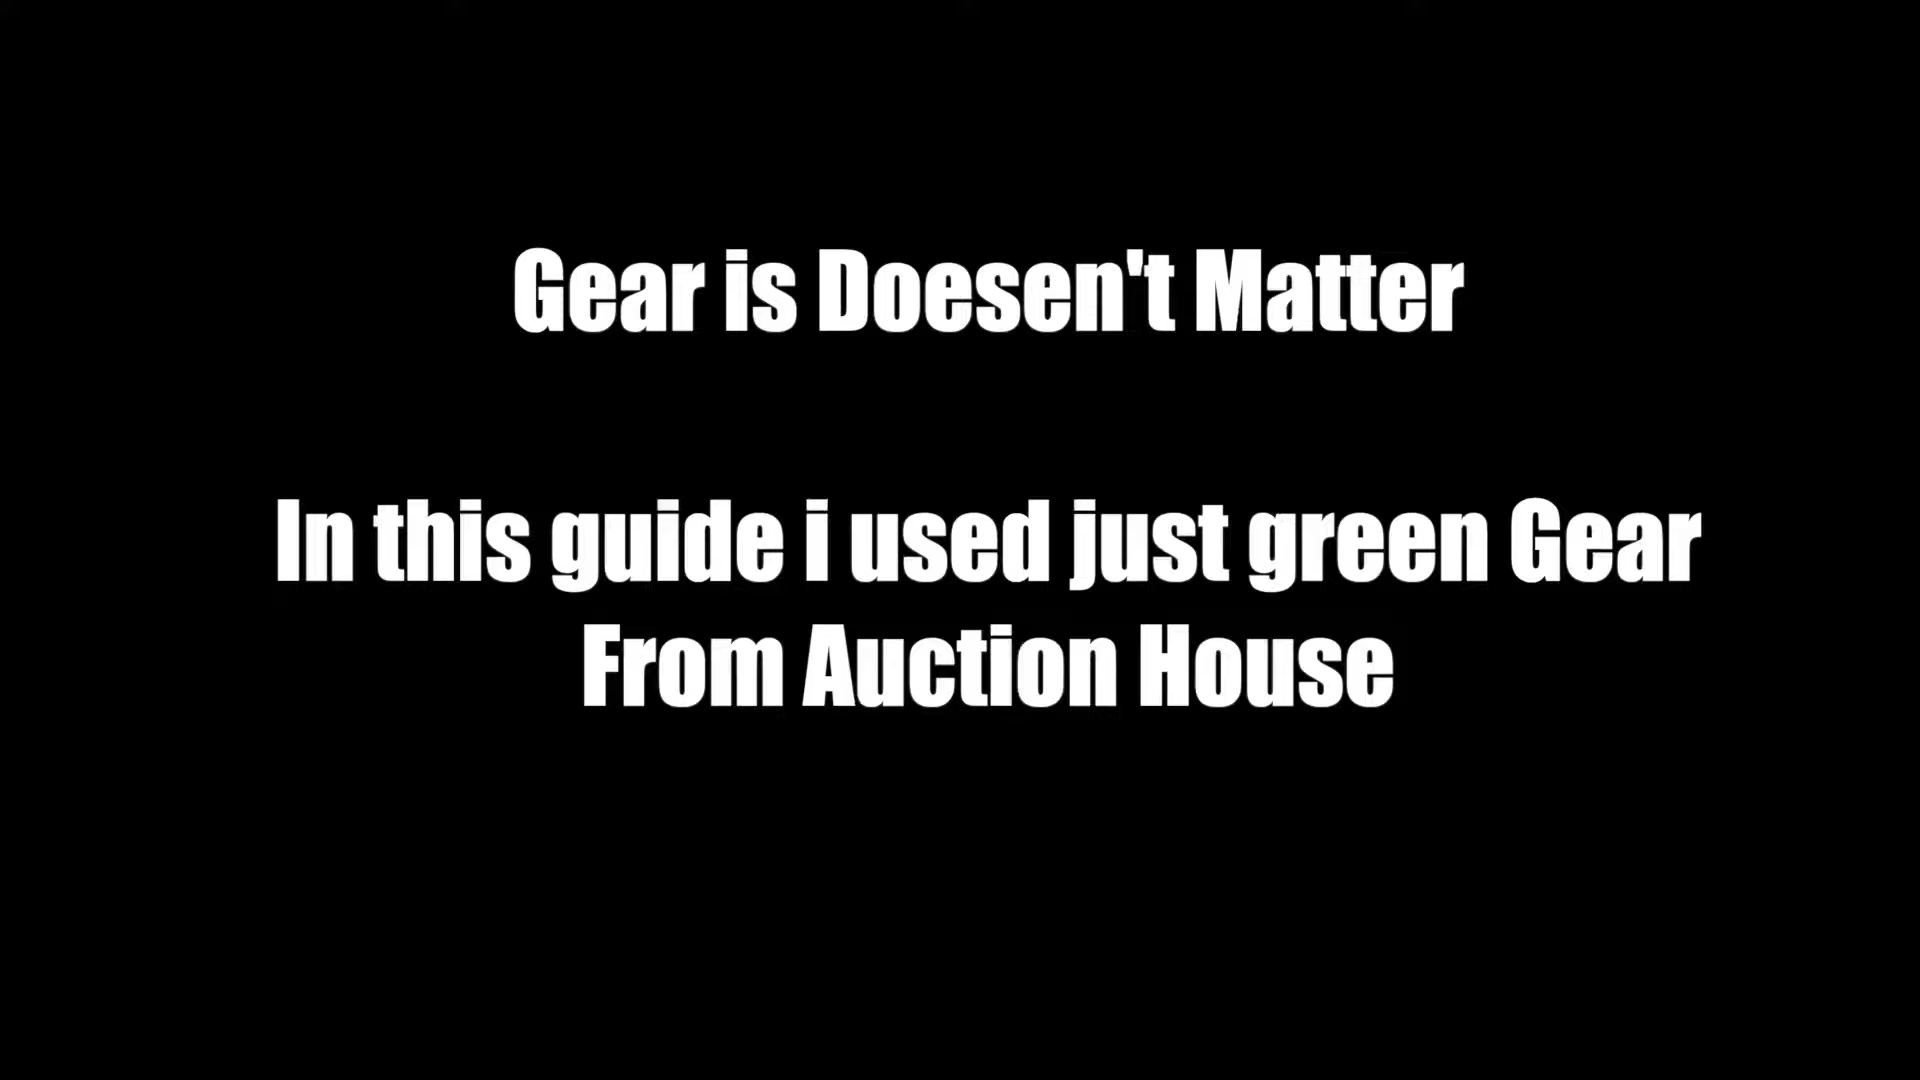 Gear is Doesen't Matter
In this guide i used just green Gear
From Auction House